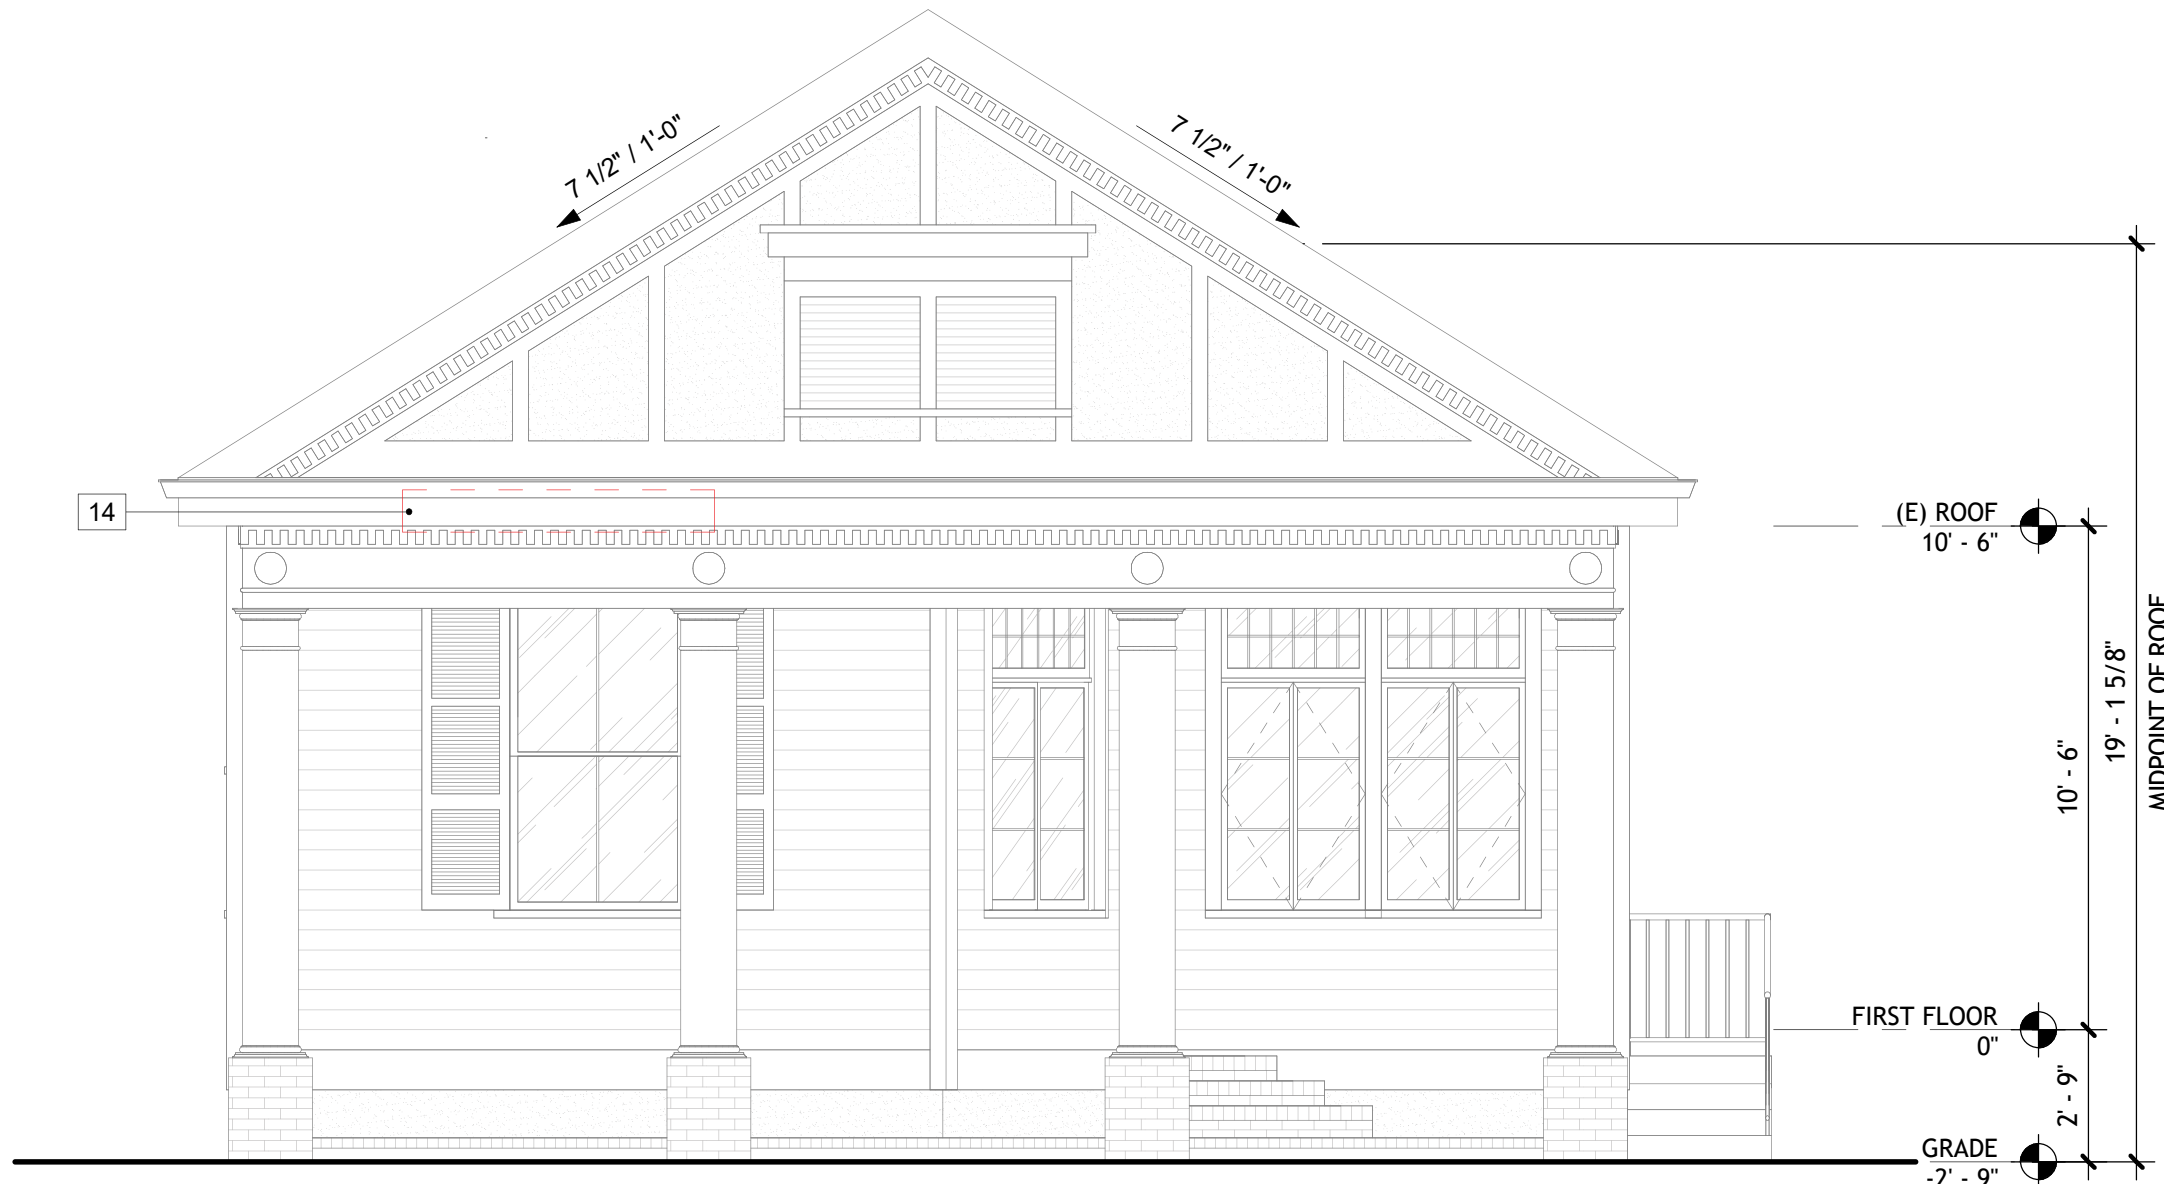 7 1/2" / 1'-0"
7 1/2" / 1'-0"
14
(E) ROOF
10' - 6"
MIDPOINT OF ROOF
19' - 1 5/8"
10' - 6"
FIRST FLOOR
0"
2' - 9"
GRADE
-2' - 9"